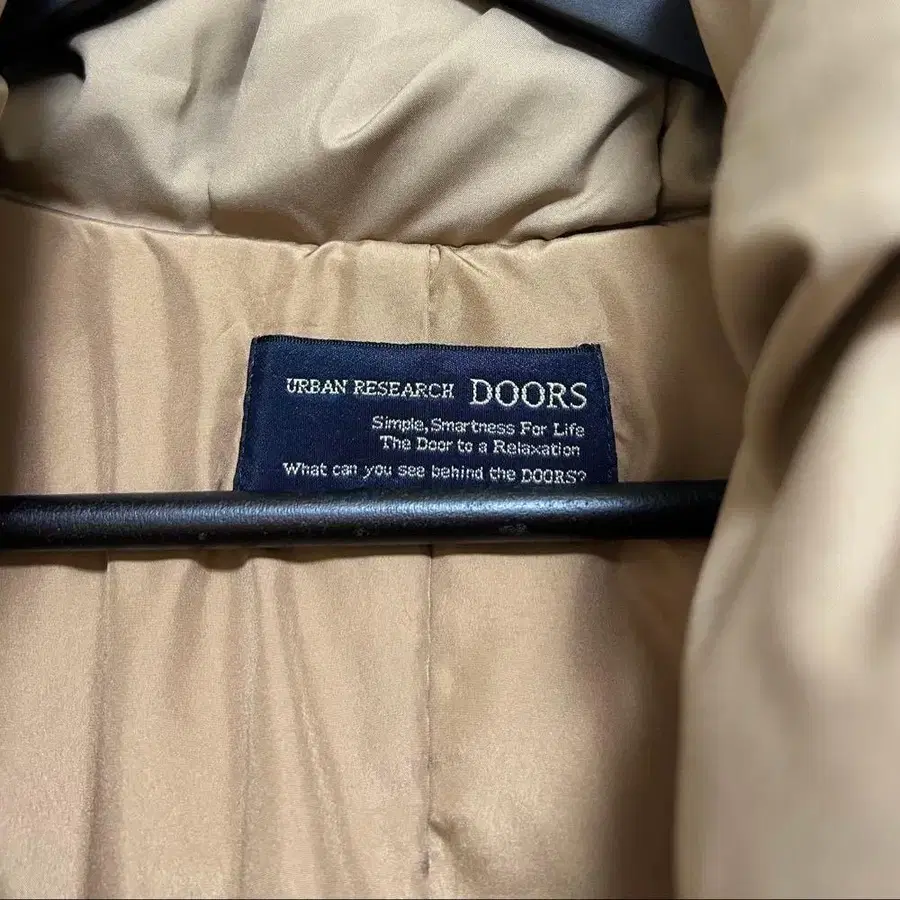 URBAN RESEARCH DOORS
Simple, Smartness For Life
The Door to a Relaxation
What can you see behind the DOORS?